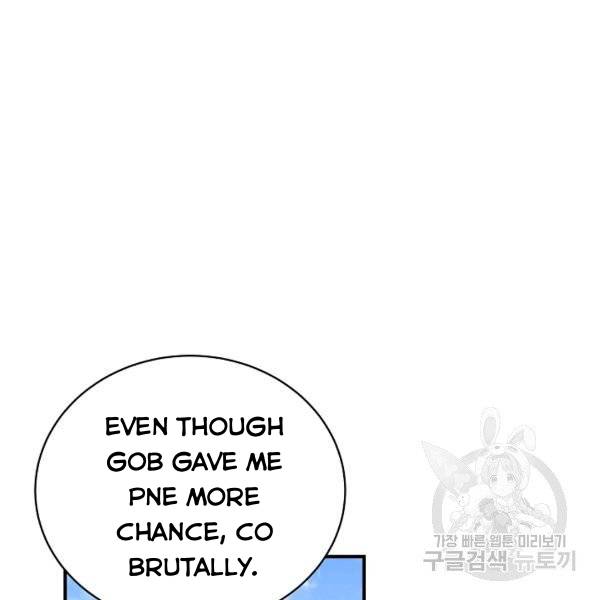 EVEN THOUGH
GOB GAVE ME
PNE MORE
CHANCE, CO
BRUTALLY.
가장 빠른 웹툰 미리보기
구글검색 뉴토끼